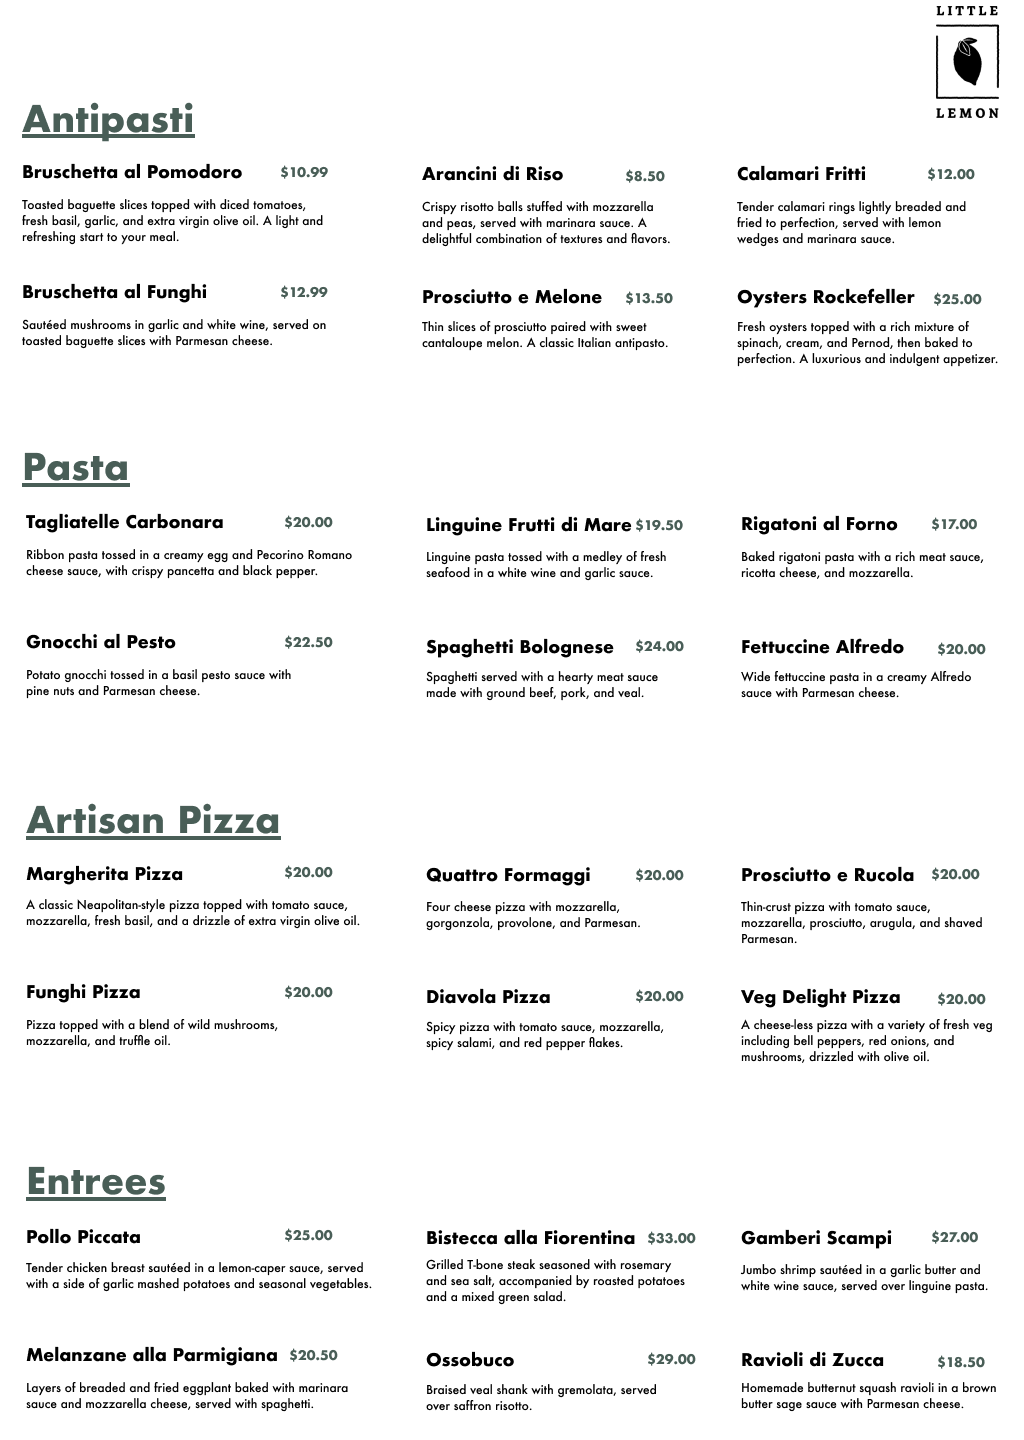 LITTLE
LEMON
Antipasti
Bruschetta al Pomodoro $10.99
Toasted baguette slices topped with diced tomatoes,
fresh basil, garlic, and extra virgin olive oil. A light and
refreshing start to your meal.
Arancini di Riso $8.50
Crispy risotto balls stuffed with mozzarella
and peas, served with marinara sauce. A
delightful combination of textures and flavors.
Calamari Fritti $12.00
Tender calamari rings lightly breaded and
fried to perfection, served with lemon
wedges and marinara sauce.
Bruschetta al Funghi $12.99
Sautéed mushrooms in garlic and white wine, served on
toasted baguette slices with Parmesan cheese.
Prosciutto e Melone $13.50
Thin slices of prosciutto paired with sweet
cantaloupe melon. A classic Italian antipasto.
Oysters Rockefeller $25.00
Fresh oysters topped with a rich mixture of
spinach, cream, and Pernod, then baked to
perfection. A luxurious and indulgent appetizer.
Pasta
Tagliatelle Carbonara $20.00
Ribbon pasta tossed in a creamy egg and Pecorino Romano
cheese sauce, with crispy pancetta and black pepper.
Linguine Frutti di Mare $19.50
Linguine pasta tossed with a medley of fresh
seafood in a white wine and garlic sauce.
Rigatoni al Forno $17.00
Baked rigatoni pasta with a rich meat sauce,
ricotta cheese, and mozzarella.
Gnocchi al Pesto $22.50
Potato gnocchi tossed in a basil pesto sauce with
pine nuts and Parmesan cheese.
Spaghetti Bolognese $24.00
Spaghetti served with a hearty meat sauce
made with ground beef, pork, and veal.
Fettuccine Alfredo $20.00
Wide fettuccine pasta in a creamy Alfredo
sauce with Parmesan cheese.
Artisan Pizza
Margherita Pizza $20.00
A classic Neapolitan-style pizza topped with tomato sauce,
mozzarella, fresh basil, and a drizzle of extra virgin olive oil.
Quattro Formaggi $20.00
Four cheese pizza with mozzarella,
gorgonzola, provolone, and Parmesan.
Prosciutto e Rucola $20.00
Thin-crust pizza with tomato sauce,
mozzarella, prosciutto, arugula, and shaved
Parmesan.
Funghi Pizza $20.00
Pizza topped with a blend of wild mushrooms,
mozzarella, and truffle oil.
Diavola Pizza $20.00
Spicy pizza with tomato sauce, mozzarella,
spicy salami, and red pepper flakes.
Veg Delight Pizza $20.00
A cheese-less pizza with a variety of fresh veg
including bell peppers, red onions, and
mushrooms, drizzled with olive oil.
Entrees
Pollo Piccata $25.00
Tender chicken breast sautéed in a lemon-caper sauce, served
with a side of garlic mashed potatoes and seasonal vegetables.
Bistecca alla Fiorentina $33.00
Grilled T-bone steak seasoned with rosemary
and sea salt, accompanied by roasted potatoes
and a mixed green salad.
Gamberi Scampi $27.00
Jumbo shrimp sautéed in a garlic butter and
white wine sauce, served over linguine pasta.
Melanzane alla Parmigiana $20.50
Layers of breaded and fried eggplant baked with marinara
sauce and mozzarella cheese, served with spaghetti.
Ossobuco $29.00
Braised veal shank with gremolata, served
over saffron risotto.
Ravioli di Zucca $18.50
Homemade butternut squash ravioli in a brown
butter sage sauce with Parmesan cheese.